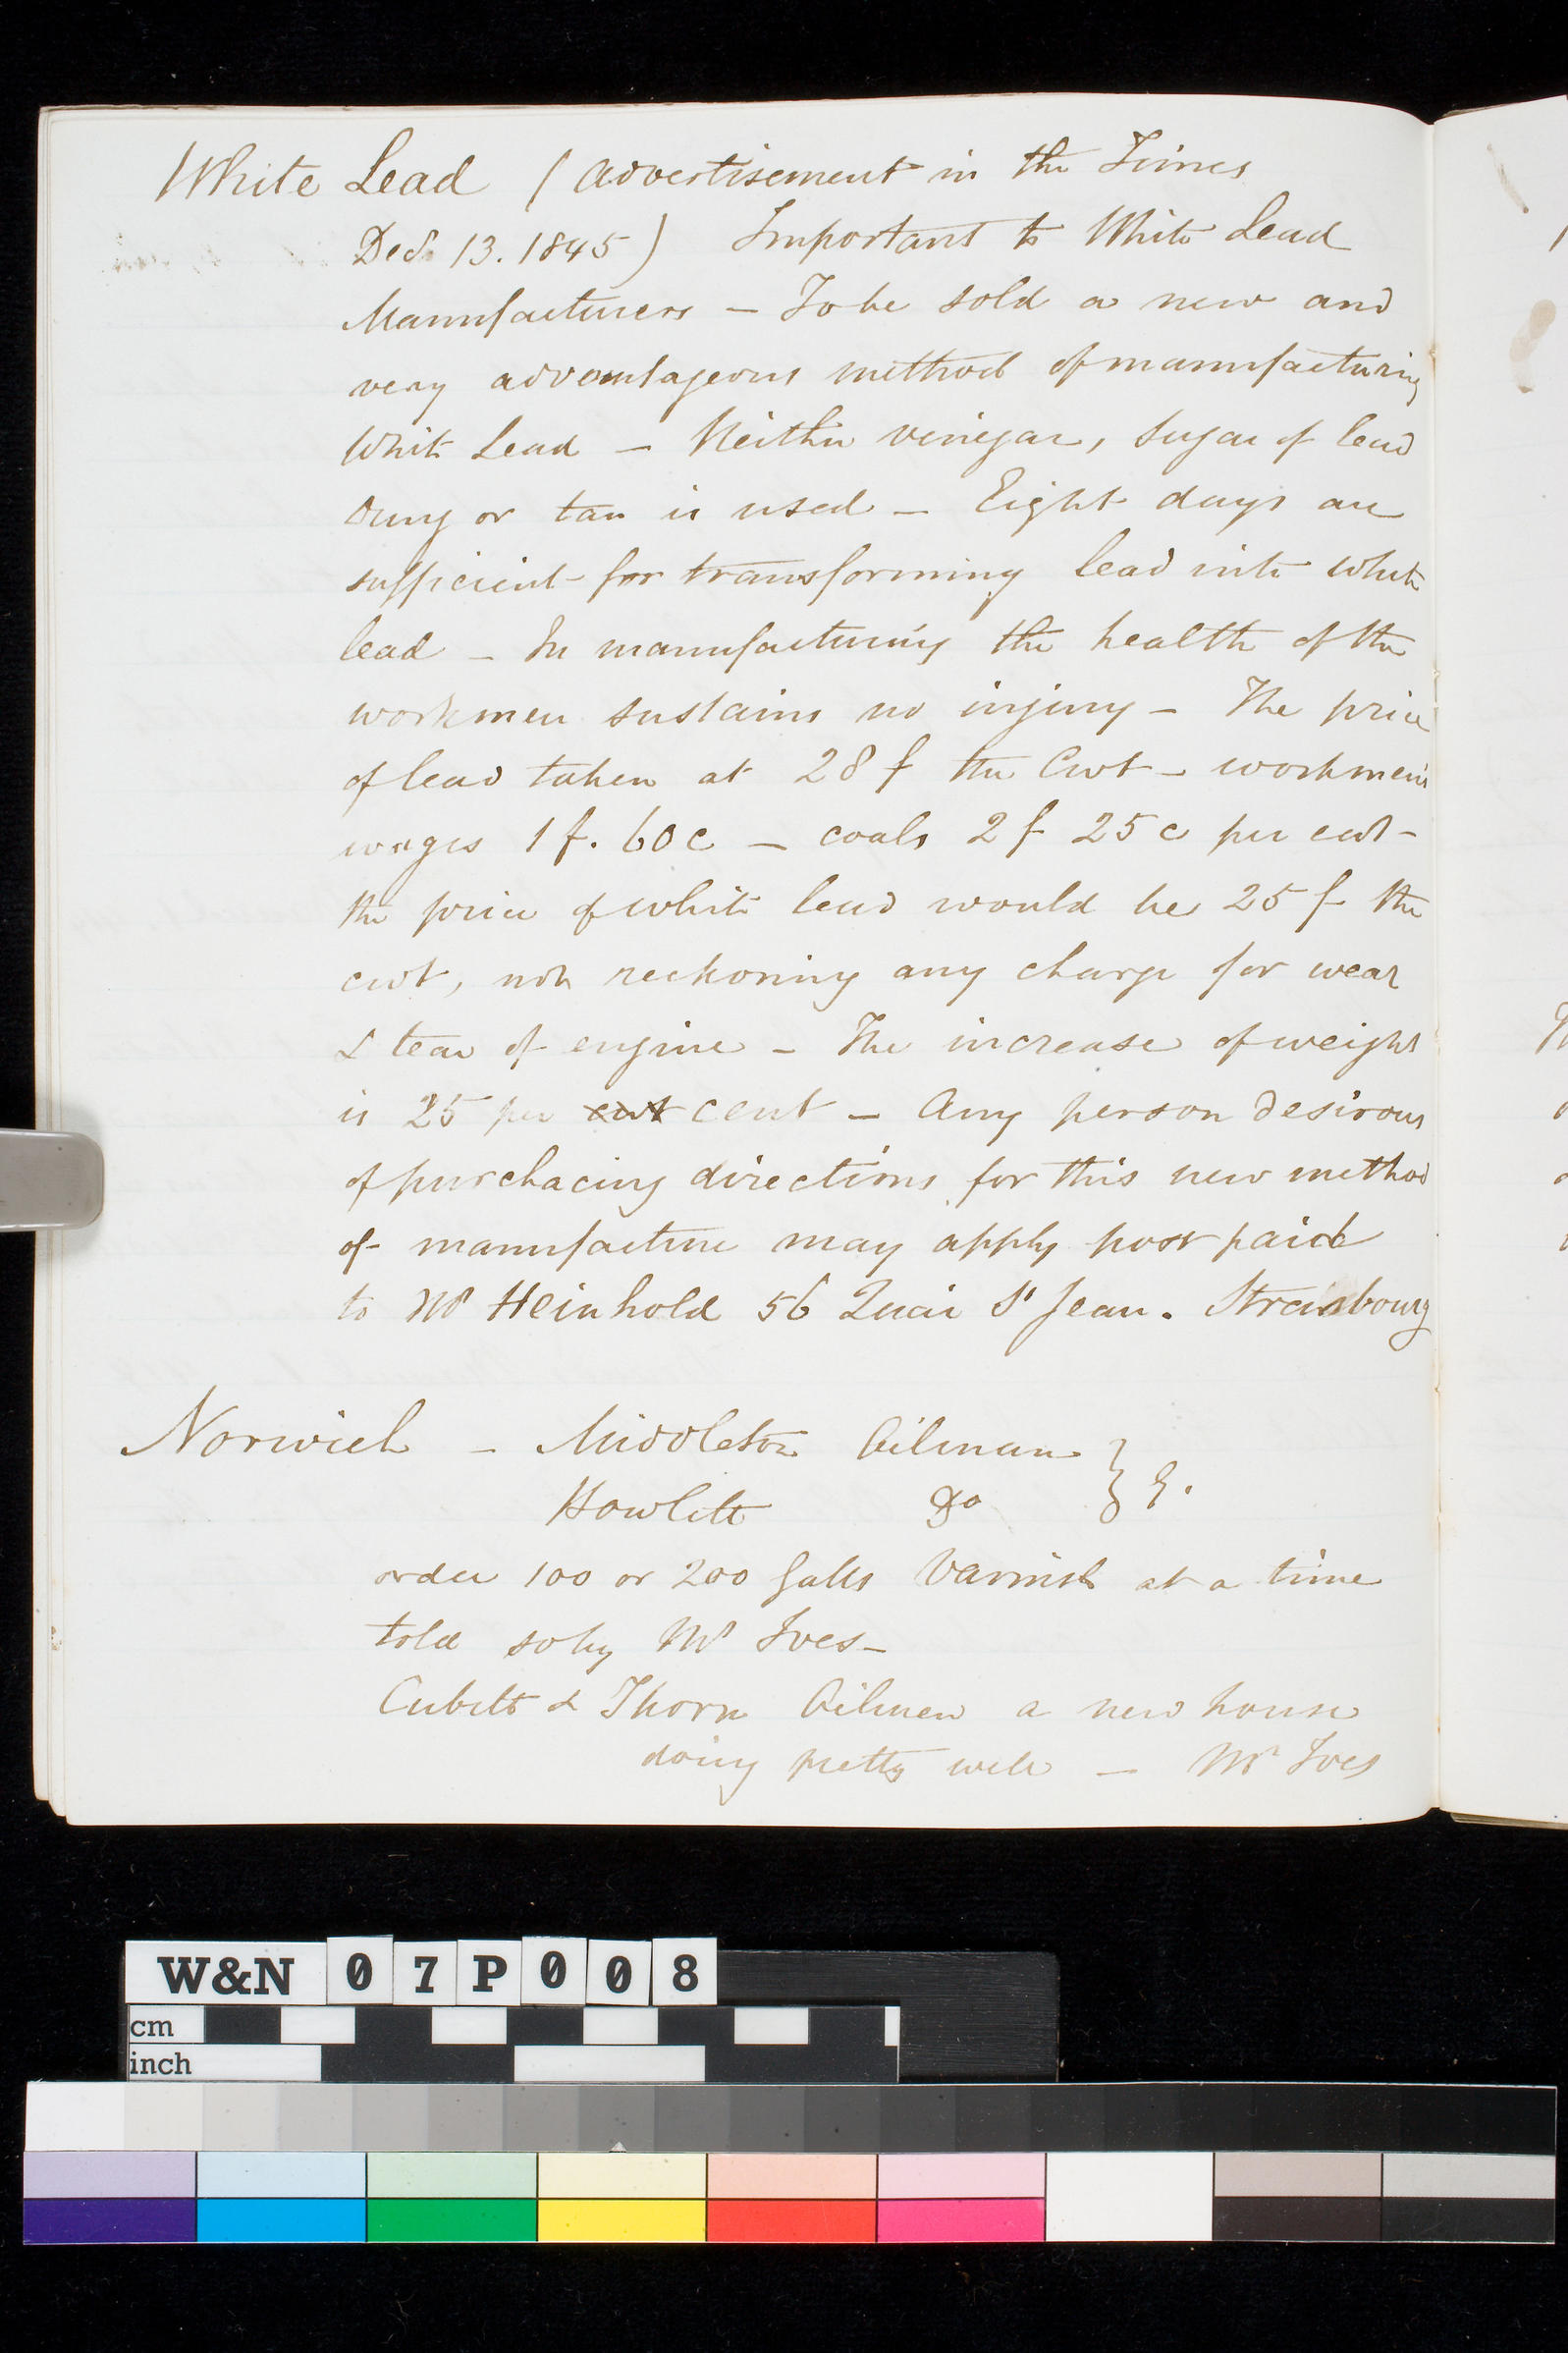 White Lead (advertisement in the Times
Decr. 13. 1845) Important to White Lead
Manufacturers — To be sold a new and
very advantageous method of manufacturing
White Lead — Neither vinegar, sugar of lead
dung or tan is used — Eight days are
sufficient for transforming lead into white
lead — In manufacturing the health of the
workmen sustains no injury — The price
of lead taken at 28 f the Cwt — workmen's
wages 1 f. 60 c — coals 2 f 25 c per cwt —
the price of white lead would be 25 f the
cwt, not reckoning any charge for wear
& tear of engine — The increase of weight
is 25 per cwt cent — Any person desirous
of purchacing directions for this new method
of manufacture may apply post paid
to Mr Heinhold 56 Quai St Jean. Strasbourg
Norwich — Middleton Oilman
Howlett Do
order 100 or 200 Galls Varnish at a time
told so by Mr Ives —
Cubitt & Thorn Oilmen a new house
doing pretty well — Mr Ives
W&N 07P008
cm
inch